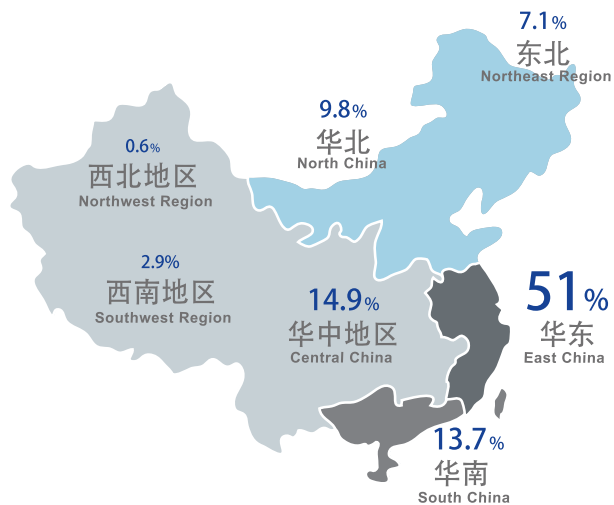 7.1%
东北
Northeast Region
9.8%
华北
North China
0.6%
西北地区
Northwest Region
2.9%
西南地区
Southwest Region
14.9%
华中地区
Central China
51%
华东
East China
13.7%
华南
South China